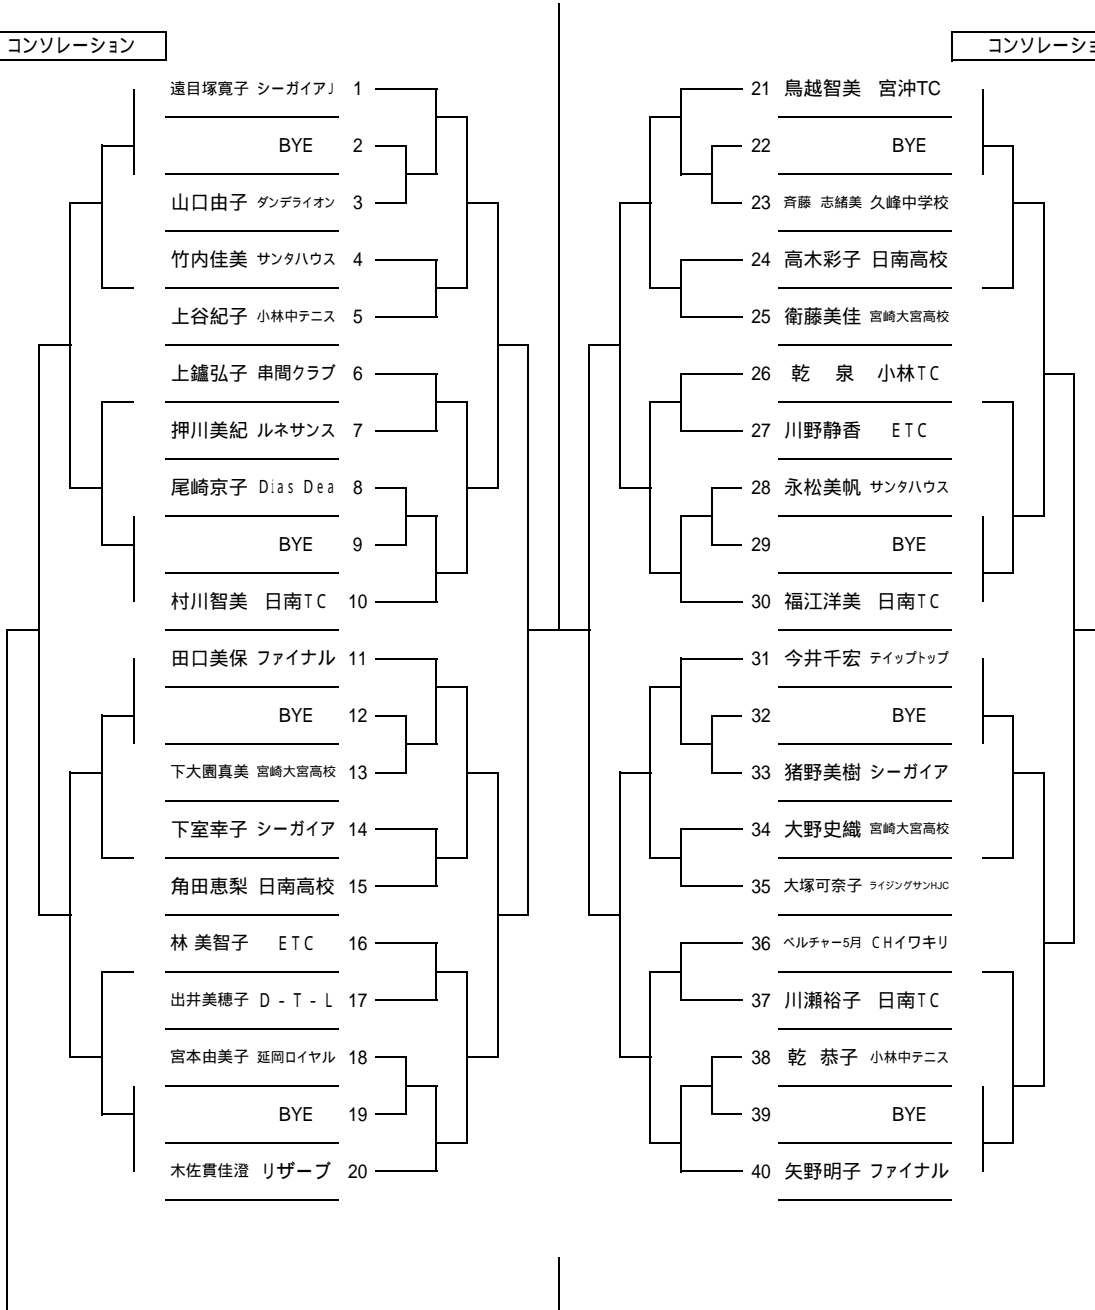 コンソレーション
コンソレーショ
遠目塚寛子 シーガイアJ 1
BYE 2
山口由子 ダンデライオン 3
竹内佳美 サンタハウス 4
上谷紀子 小林中テニス 5
上鑪弘子 串間クラブ 6
押川美紀 ルネサンス 7
尾崎京子 Dias Dea 8
BYE 9
村川智美 日南TC 10
田口美保 ファイナル 11
BYE 12
下大園真美 宮崎大宮高校 13
下室幸子 シーガイア 14
角田恵梨 日南高校 15
林 美智子 ETC 16
出井美穂子 D-T-L 17
宮本由美子 延岡ロイヤル 18
BYE 19
木佐貫佳澄 リザーブ 20
21 鳥越智美 宮沖TC
22 BYE
23 斉藤 志緒美 久峰中学校
24 高木彩子 日南高校
25 衛藤美佳 宮崎大宮高校
26 乾 泉 小林TC
27 川野静香 ETC
28 永松美帆 サンタハウス
29 BYE
30 福江洋美 日南TC
31 今井千宏 テイップトップ
32 BYE
33 猪野美樹 シーガイア
34 大野史織 宮崎大宮高校
35 大塚可奈子 ライジングサンHJC
36 ベルチャー5月 CHイワキリ
37 川瀬裕子 日南TC
38 乾 恭子 小林中テニス
39 BYE
40 矢野明子 ファイナル